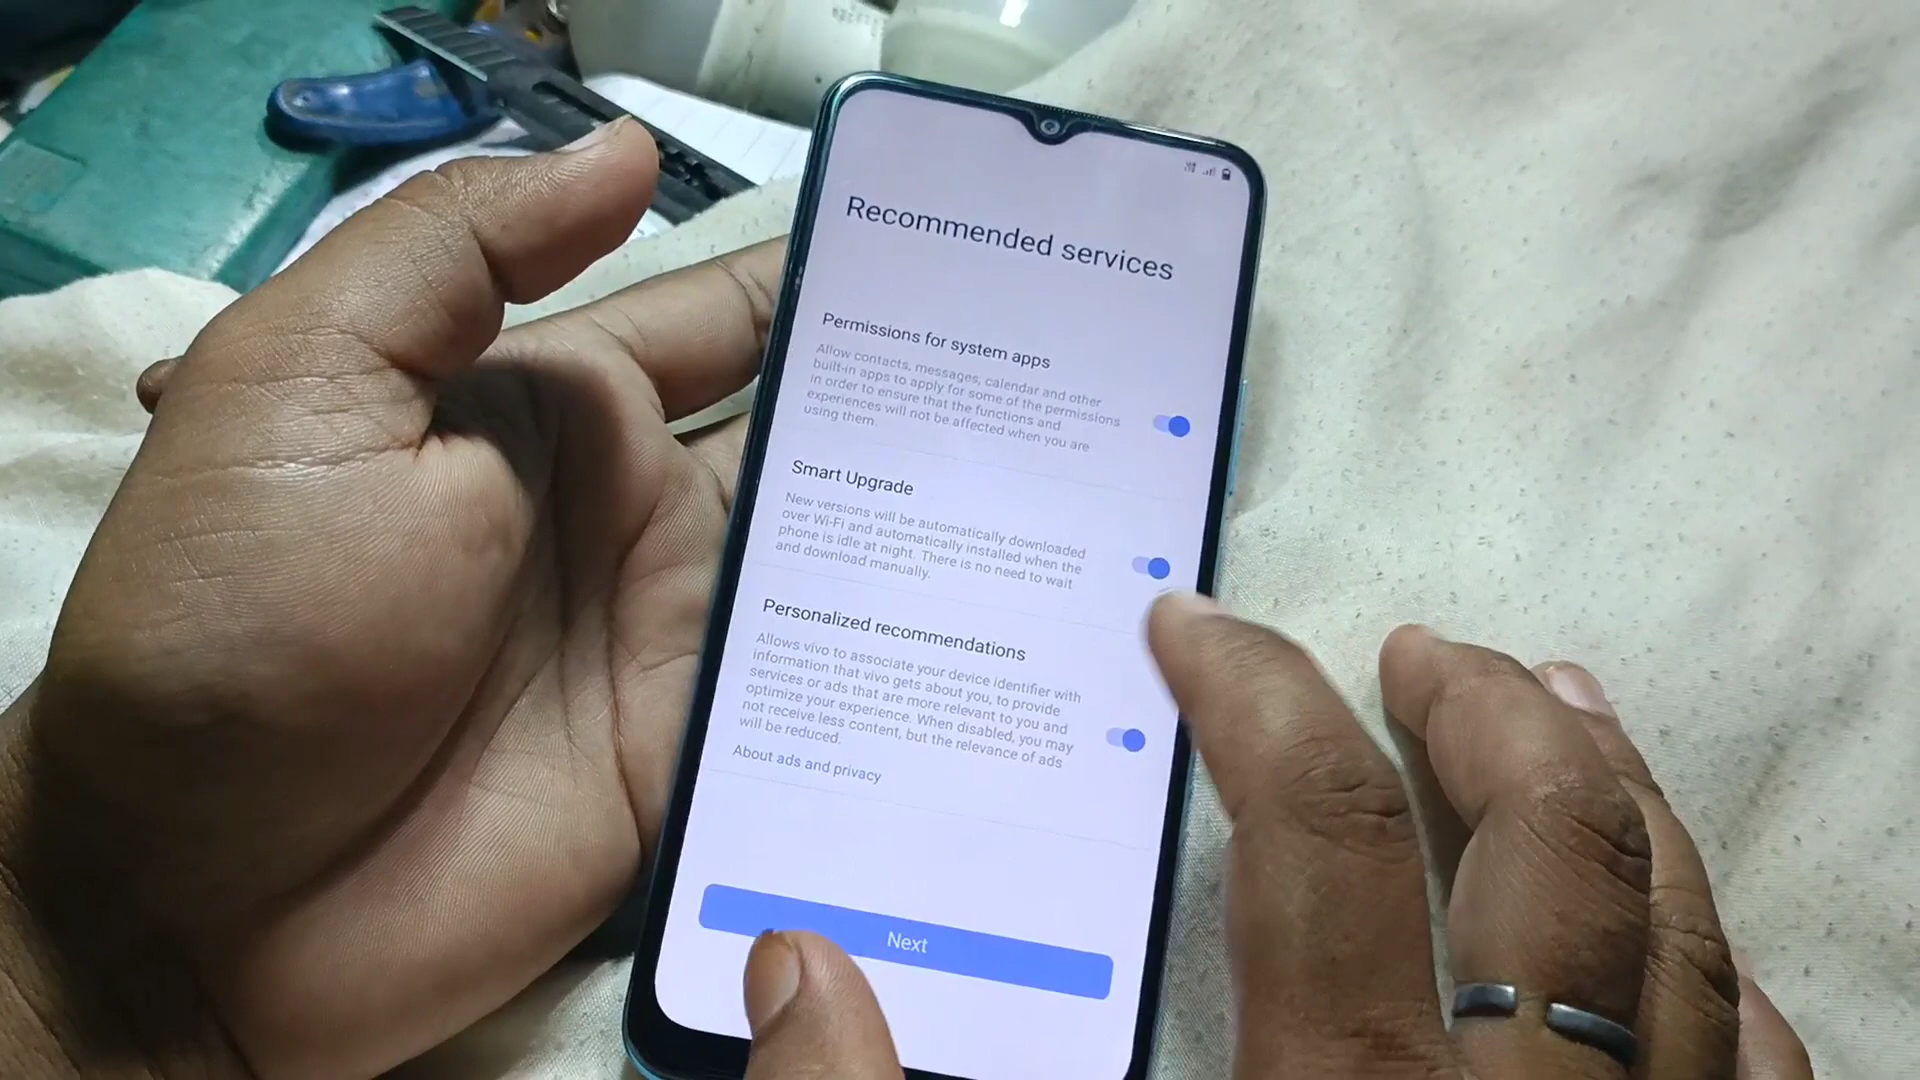 Recommended services
Permissions for system apps
Allow contacts, messages, calendar and other
built-in apps to apply for some of the permissions
in order to ensure that the functions and
experiences will not be affected when you are
using them.
Smart Upgrade
New versions will be automatically downloaded
over Wi-Fi and automatically installed when the
phone is idle at night. There is no need to wait
and download manually.
Personalized recommendations
Allows vivo to associate your device identifier with
information that vivo gets about you, to provide
services or ads that are more relevant to you and
optimize your experience. When disabled, you may
not receive less content, but the relevance of ads
will be reduced.
About ads and privacy
Next